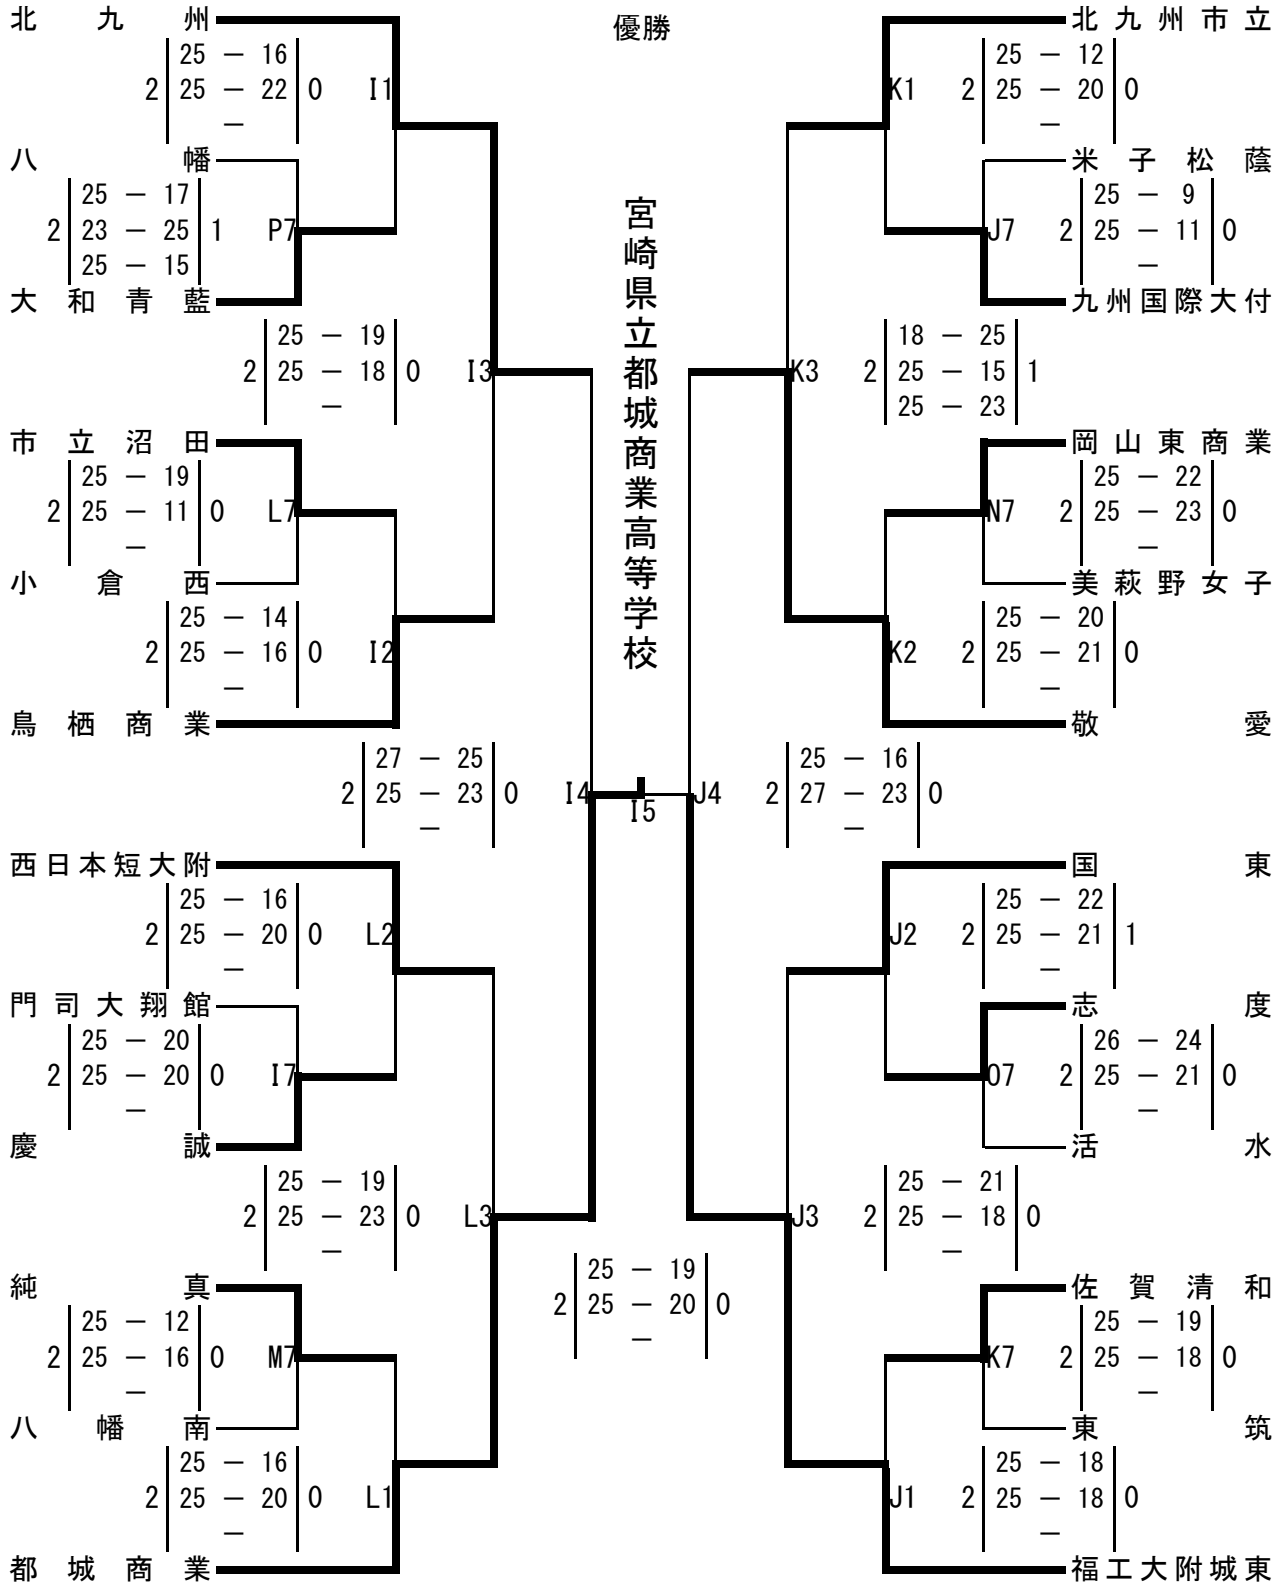 優勝
宮崎県立都城商業高等学校
北九州
25 — 16
2 25 — 22 0 I1
—
八幡
25 — 17
2 23 — 25 1 P7
25 — 15
大和青藍
25 — 19
2 25 — 18 0 I3
—
市立沼田
25 — 19
2 25 — 11 0 L7
—
小倉西
25 — 14
2 25 — 16 0 I2
—
鳥栖商業
27 — 25
2 25 — 23 0 I4
—
西日本短大附
25 — 16
2 25 — 20 0 L2
—
門司大翔館
25 — 20
2 25 — 20 0 I7
—
慶誠
25 — 19
2 25 — 23 0 L3
—
純真
25 — 12
2 25 — 16 0 M7
—
八幡南
25 — 16
2 25 — 20 0 L1
—
都城商業
I5
25 — 19
2 25 — 20 0
—
北九州市立
25 — 12
K1 2 25 — 20 0
—
米子松蔭
25 — 9
J7 2 25 — 11 0
—
九州国際大付
18 — 25
K3 2 25 — 15 1
25 — 23
岡山東商業
25 — 22
N7 2 25 — 23 0
—
美萩野女子
25 — 20
K2 2 25 — 21 0
—
敬愛
25 — 16
J4 2 27 — 23 0
—
国東
25 — 22
J2 2 25 — 21 1
—
志度
26 — 24
O7 2 25 — 21 0
—
活水
25 — 21
J3 2 25 — 18 0
—
佐賀清和
25 — 19
K7 2 25 — 18 0
—
東筑
25 — 18
J1 2 25 — 18 0
—
福工大附城東